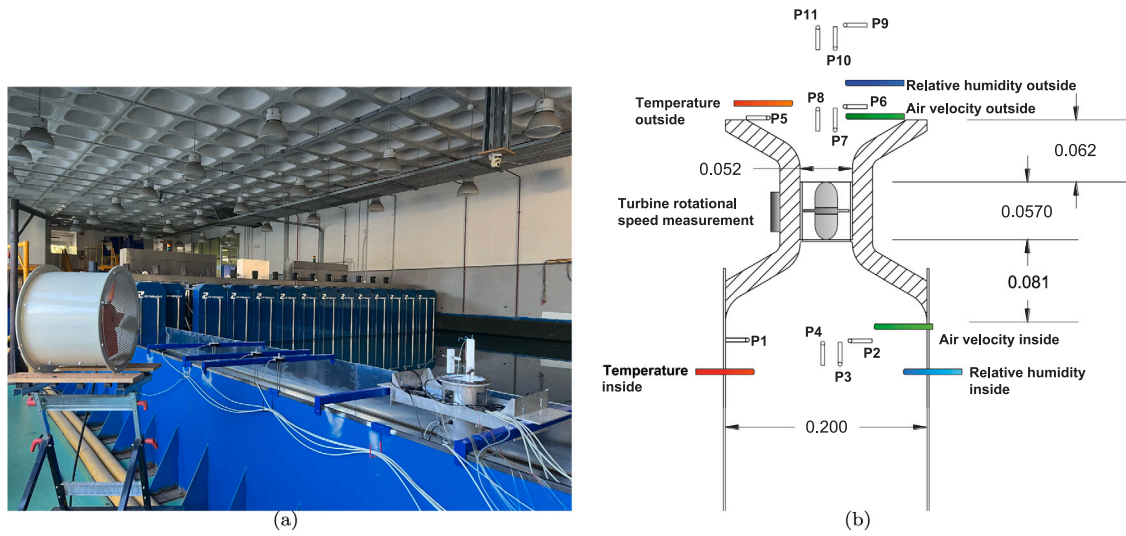 P11
P9
P10
Relative humidity outside
Temperature
outside
P8
P6
Air velocity outside
P5
P7
0.052
0.062
Turbine rotational
speed measurement
0.0570
0.081
P1
P4
P2
Air velocity inside
P3
Temperature
inside
Relative humidity
inside
0.200
(a)
(b)